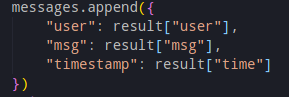 messages.append({
    "user": result["user"],
    "msg": result["msg"],
    "timestamp": result["time"]
})